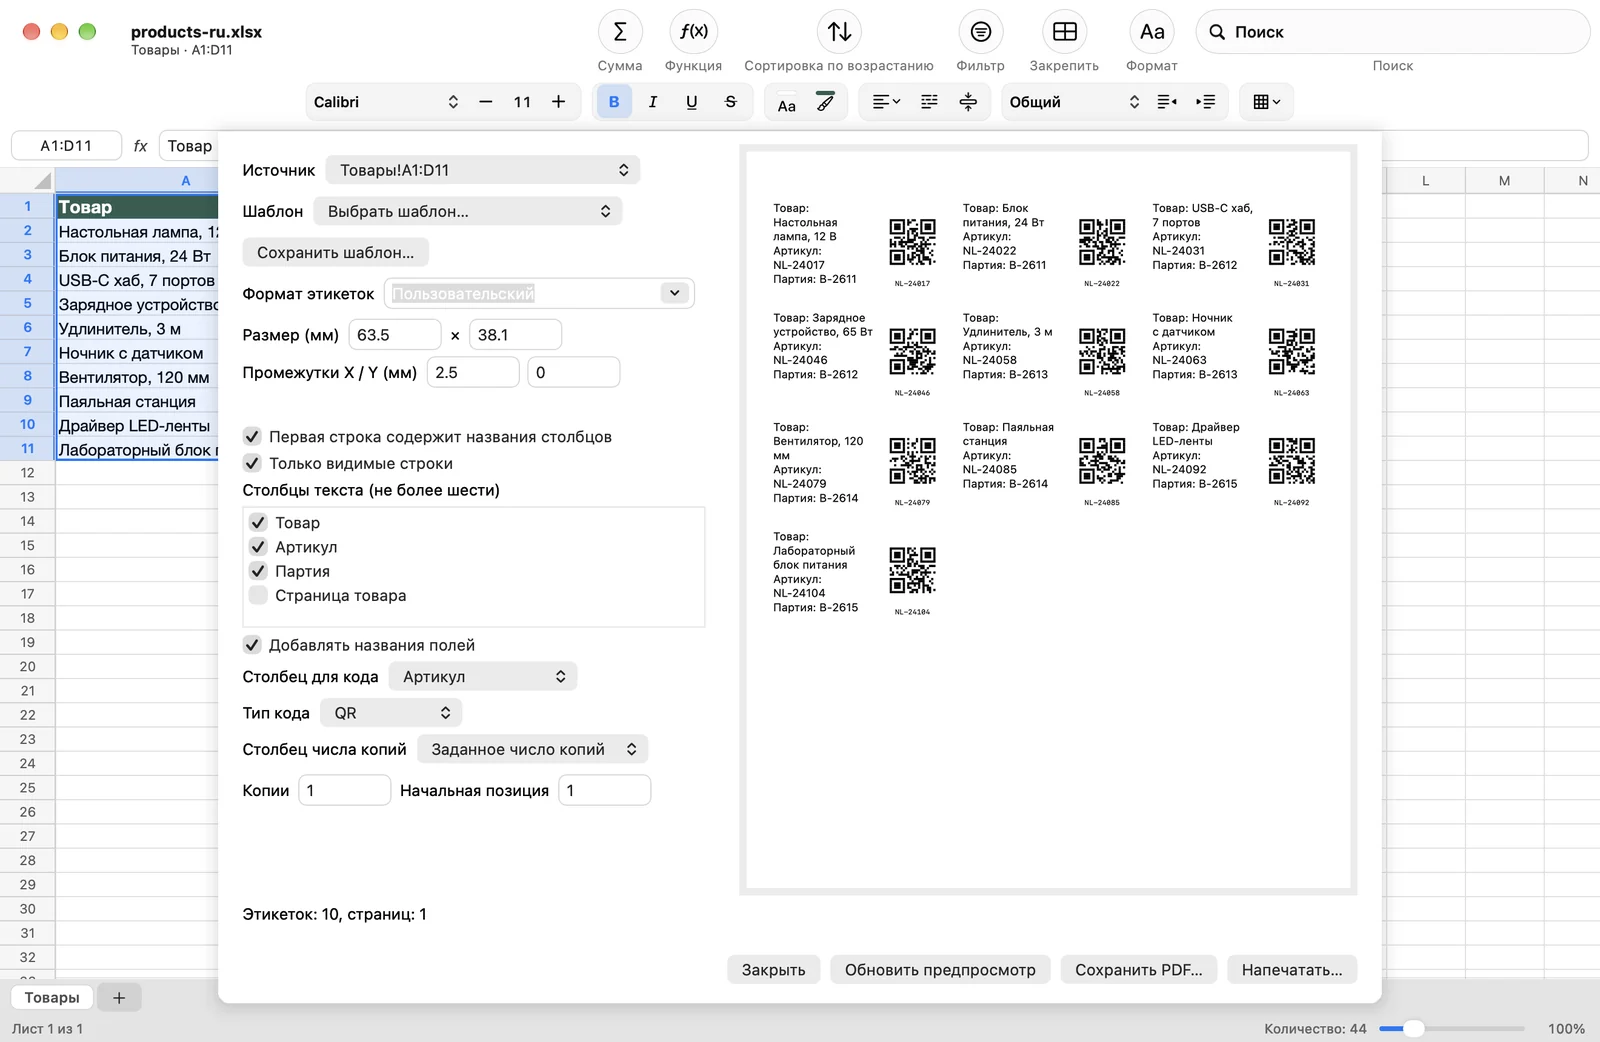 products-ru.xlsx
Товары · A1:D11
Σ
f(x)
Aa
Поиск
Сумма
Функция
Сортировка по возрастанию
Фильтр
Закрепить
Формат
Поиск
Calibri
11
B
I
U
S
Aa
Общий
A1:D11
fx
Товар
A
L
M
N
1
Товар
2
Настольная лампа, 12
3
Блок питания, 24 Вт
4
USB-C хаб, 7 портов
5
Зарядное устройство
6
Удлинитель, 3 м
7
Ночник с датчиком
8
Вентилятор, 120 мм
9
Паяльная станция
10
Драйвер LED-ленты
11
Лабораторный блок
12
13
14
15
16
17
18
19
20
21
22
23
24
25
26
27
28
29
30
31
32
Источник
Товары!A1:D11
Шаблон
Выбрать шаблон...
Сохранить шаблон...
Формат этикеток
Пользовательский
Размер (мм)
63.5
×
38.1
Промежутки X / Y (мм)
2.5
0
Первая строка содержит названия столбцов
Только видимые строки
Столбцы текста (не более шести)
Товар
Артикул
Партия
Страница товара
Добавлять названия полей
Столбец для кода
Артикул
Тип кода
QR
Столбец числа копий
Заданное число копий
Копии
1
Начальная позиция
1
Этикеток: 10, страниц: 1
Товар:
Настольная
лампа, 12 В
Артикул:
NL-24017
Партия: B-2611
NL-24017
Товар: Блок
питания, 24 Вт
Артикул:
NL-24022
Партия: B-2611
NL-24022
Товар: USB-C хаб,
7 портов
Артикул:
NL-24031
Партия: B-2612
NL-24031
Товар: Зарядное
устройство, 65 Вт
Артикул:
NL-24046
Партия: B-2612
NL-24046
Товар:
Удлинитель, 3 м
Артикул:
NL-24058
Партия: B-2613
NL-24058
Товар: Ночник
с датчиком
Артикул:
NL-24063
Партия: B-2613
NL-24063
Товар:
Вентилятор, 120
мм
Артикул:
NL-24079
Партия: B-2614
NL-24079
Товар: Паяльная
станция
Артикул:
NL-24085
Партия: B-2614
NL-24085
Товар: Драйвер
LED-ленты
Артикул:
NL-24092
Партия: B-2615
NL-24092
Товар:
Лабораторный
блок питания
Артикул:
NL-24104
Партия: B-2615
NL-24104
Закрыть
Обновить предпросмотр
Сохранить PDF...
Напечатать...
Товары
+
Лист 1 из 1
Количество: 44
100%